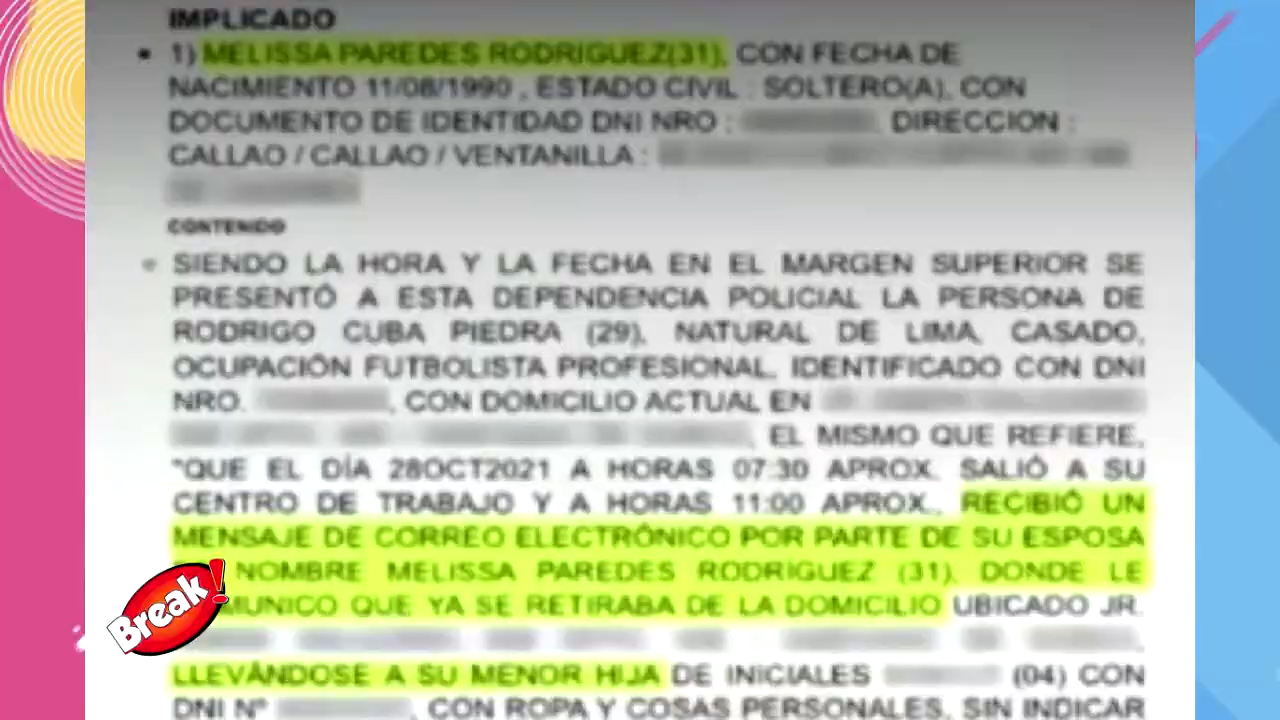 IMPLICADO
• 1) MELISSA PAREDES RODRIGUEZ(31), CON FECHA DE
NACIMIENTO 11/08/1990 , ESTADO CIVIL : SOLTERO(A), CON
DOCUMENTO DE IDENTIDAD DNI NRO : DIRECCION :
CALLAO / CALLAO / VENTANILLA :
CONTENIDO
SIENDO LA HORA Y LA FECHA EN EL MARGEN SUPERIOR SE
PRESENTÓ A ESTA DEPENDENCIA POLICIAL LA PERSONA DE
RODRIGO CUBA PIEDRA (29), NATURAL DE LIMA, CASADO,
OCUPACIÓN FUTBOLISTA PROFESIONAL, IDENTIFICADO CON DNI
NRO. , CON DOMICILIO ACTUAL EN
, EL MISMO QUE REFIERE,
"QUE EL DÍA 28OCT2021 A HORAS 07:30 APROX. SALIÓ A SU
CENTRO DE TRABAJO Y A HORAS 11:00 APROX., RECIBIÓ UN
MENSAJE DE CORREO ELECTRÓNICO POR PARTE DE SU ESPOSA
NOMBRE MELISSA PAREDES RODRIGUEZ (31), DONDE LE
MUNICO QUE YA SE RETIRABA DE LA DOMICILIO UBICADO JR.
LLEVÁNDOSE A SU MENOR HIJA DE INICIALES (04) CON
DNI N° , CON ROPA Y COSAS PERSONALES, SIN INDICAR
Break!